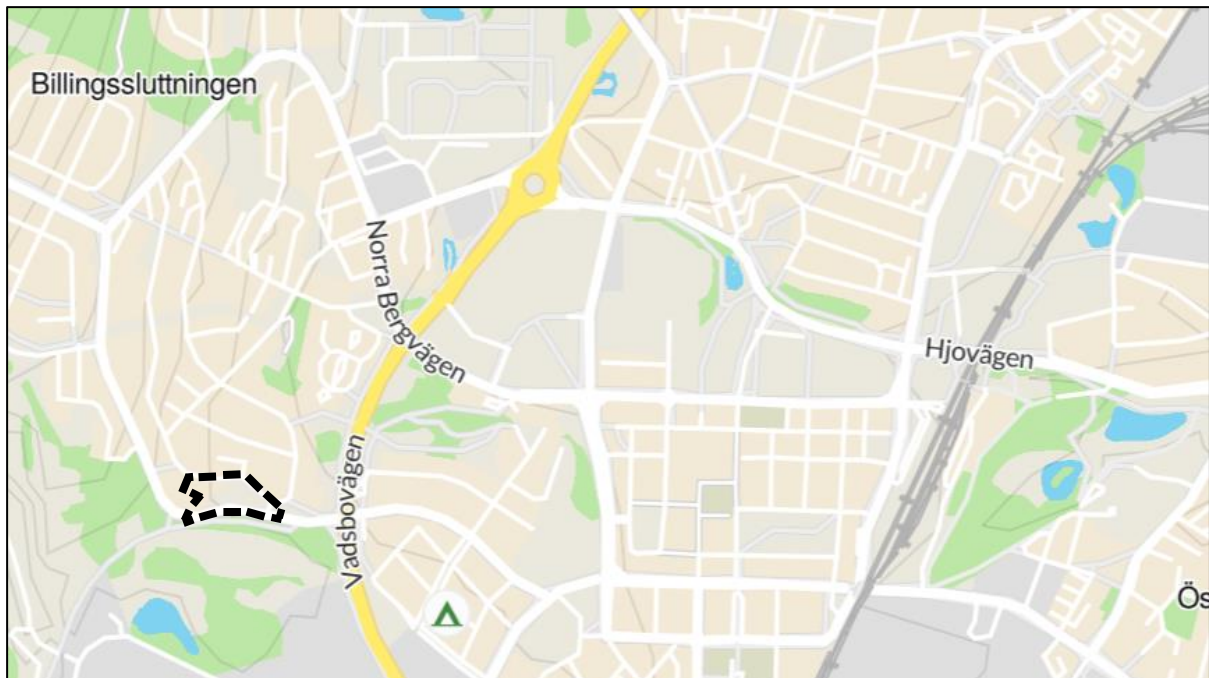 Billingssluttningen
Norra Bergvägen
Hjovägen
Vadsbovägen
Ös